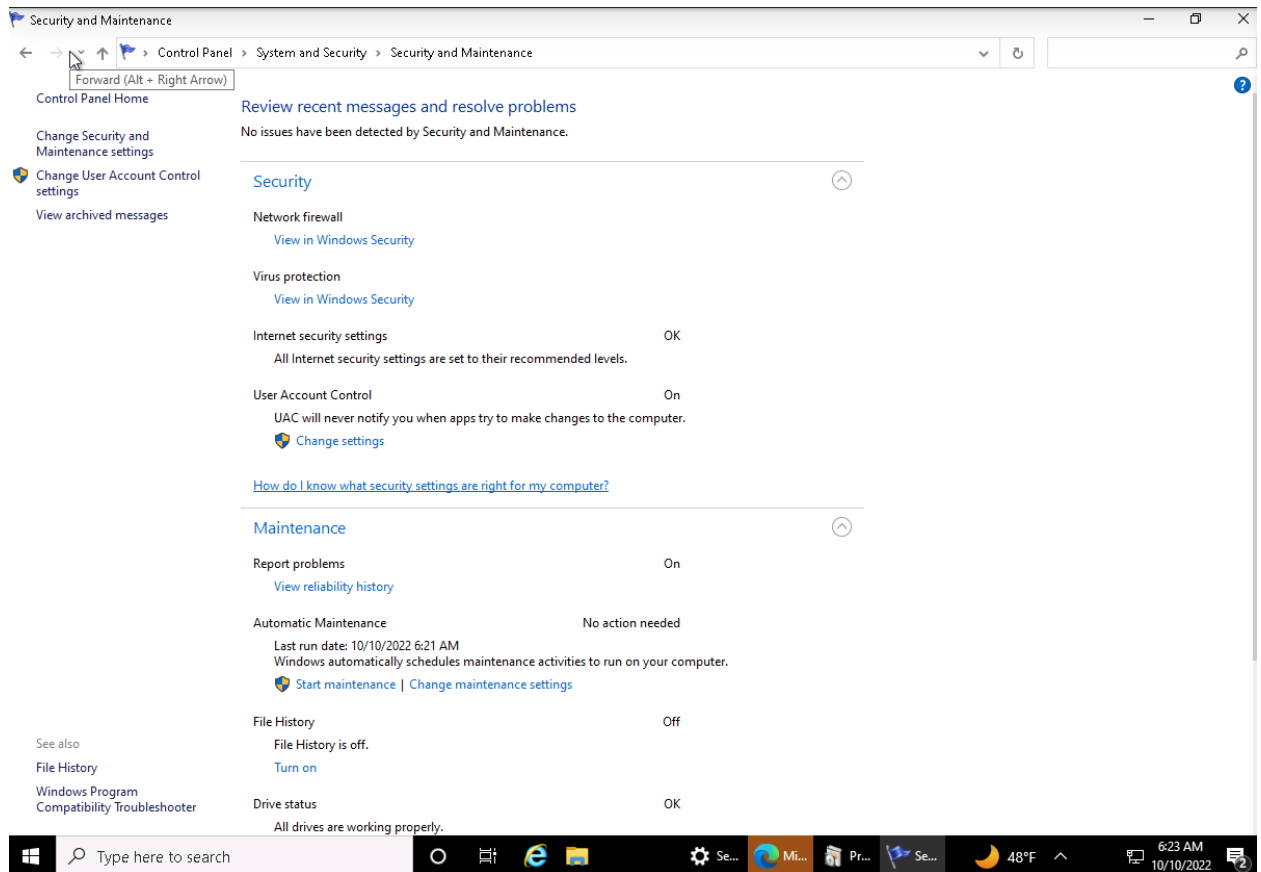 Security and Maintenance
Control Panel > System and Security > Security and Maintenance
Forward (Alt + Right Arrow)
Control Panel Home
Change Security and
Maintenance settings
Change User Account Control
settings
View archived messages
Review recent messages and resolve problems
No issues have been detected by Security and Maintenance.
Security
Network firewall
View in Windows Security
Virus protection
View in Windows Security
Internet security settings OK
All Internet security settings are set to their recommended levels.
User Account Control On
UAC will never notify you when apps try to make changes to the computer.
Change settings
How do I know what security settings are right for my computer?
Maintenance
Report problems On
View reliability history
Automatic Maintenance No action needed
Last run date: 10/10/2022 6:21 AM
Windows automatically schedules maintenance activities to run on your computer.
Start maintenance | Change maintenance settings
File History Off
File History is off.
Turn on
Drive status OK
All drives are working properly.
See also
File History
Windows Program
Compatibility Troubleshooter
Type here to search
Se...
Mi...
Pr...
Se...
48°F
6:23 AM
10/10/2022
2